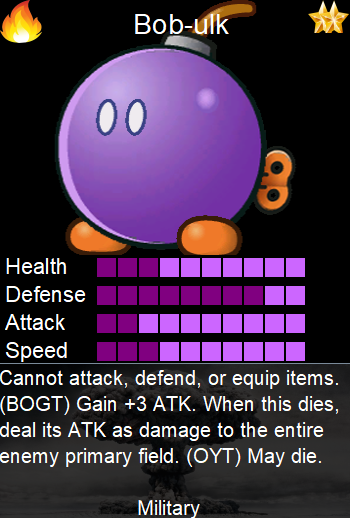 Bob-ulk
Health
Defense
Attack
Speed
Cannot attack, defend, or equip items.
(BOGT) Gain +3 ATK. When this dies,
deal its ATK as damage to the entire
enemy primary field. (OYT) May die.
Military